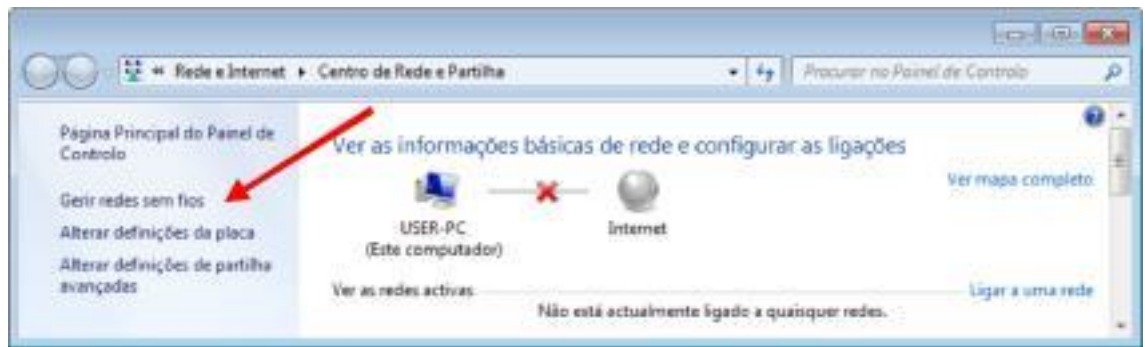 « Rede e Internet ▸ Centro de Rede e Partilha
Procurar no Painel de Controlo
Página Principal do Painel de
Controlo
Gerir redes sem fios
Alterar definições da placa
Alterar definições de partilha
avançadas
Ver as informações básicas de rede e configurar as ligações
Ver mapa completo
USER-PC
(Este computador)
Internet
Ver as redes activas
Ligar a uma rede
Não está actualmente ligado a quaisquer redes.